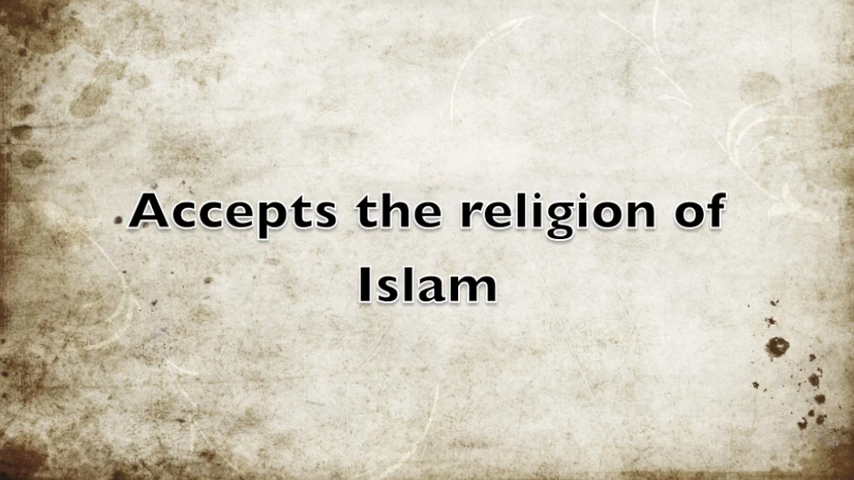 Accepts the religion of
Islam